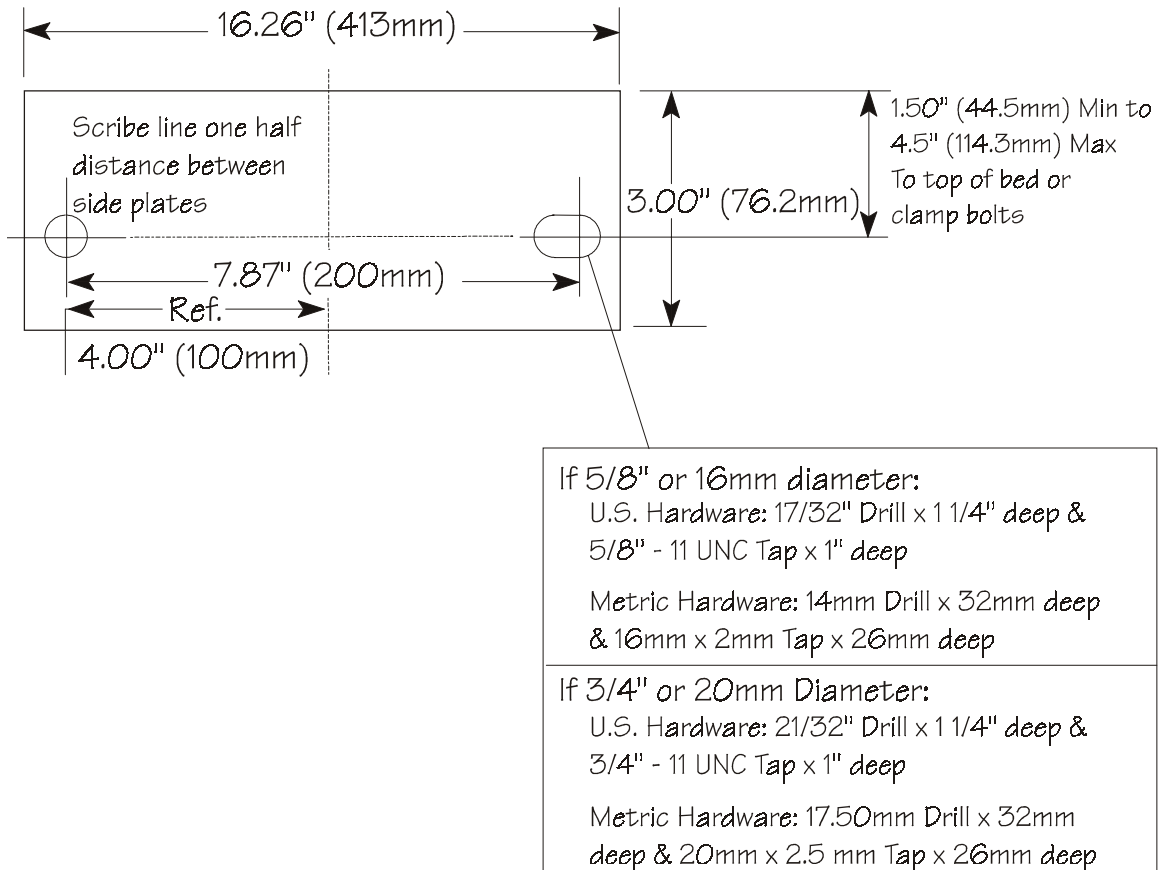 16.26" (413mm)
Scribe line one half
distance between
side plates
1.50" (44.5mm) Min to
4.5" (114.3mm) Max
To top of bed or
clamp bolts
3.00" (76.2mm)
7.87" (200mm)
Ref.
4.00" (100mm)
If 5/8" or 16mm diameter:
U.S. Hardware: 17/32" Drill x 1 1/4" deep &
5/8" - 11 UNC Tap x 1" deep
Metric Hardware: 14mm Drill x 32mm deep
& 16mm x 2mm Tap x 26mm deep
If 3/4" or 20mm Diameter:
U.S. Hardware: 21/32" Drill x 1 1/4" deep &
3/4" - 11 UNC Tap x 1" deep
Metric Hardware: 17.50mm Drill x 32mm
deep & 20mm x 2.5 mm Tap x 26mm deep